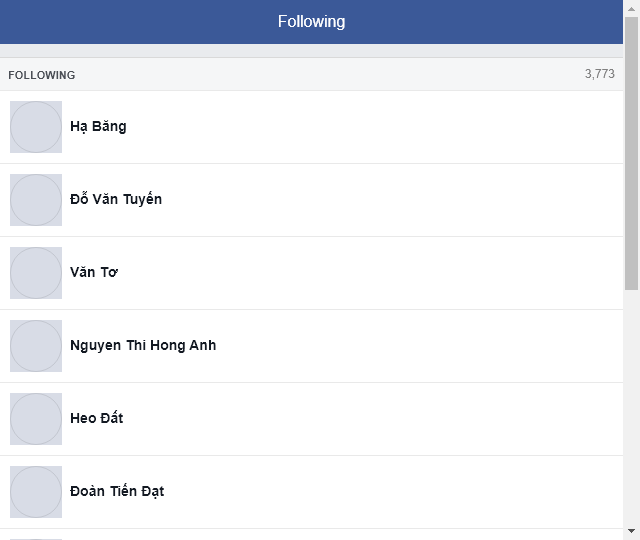 Following
FOLLOWING 3,773
Hạ Băng
Đỗ Văn Tuyến
Văn Tơ
Nguyen Thi Hong Anh
Heo Đất
Đoàn Tiến Đạt